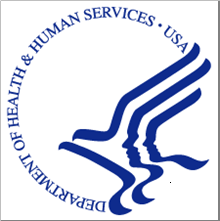 DEPARTMENT OF HEALTH & HUMAN SERVICES • USA